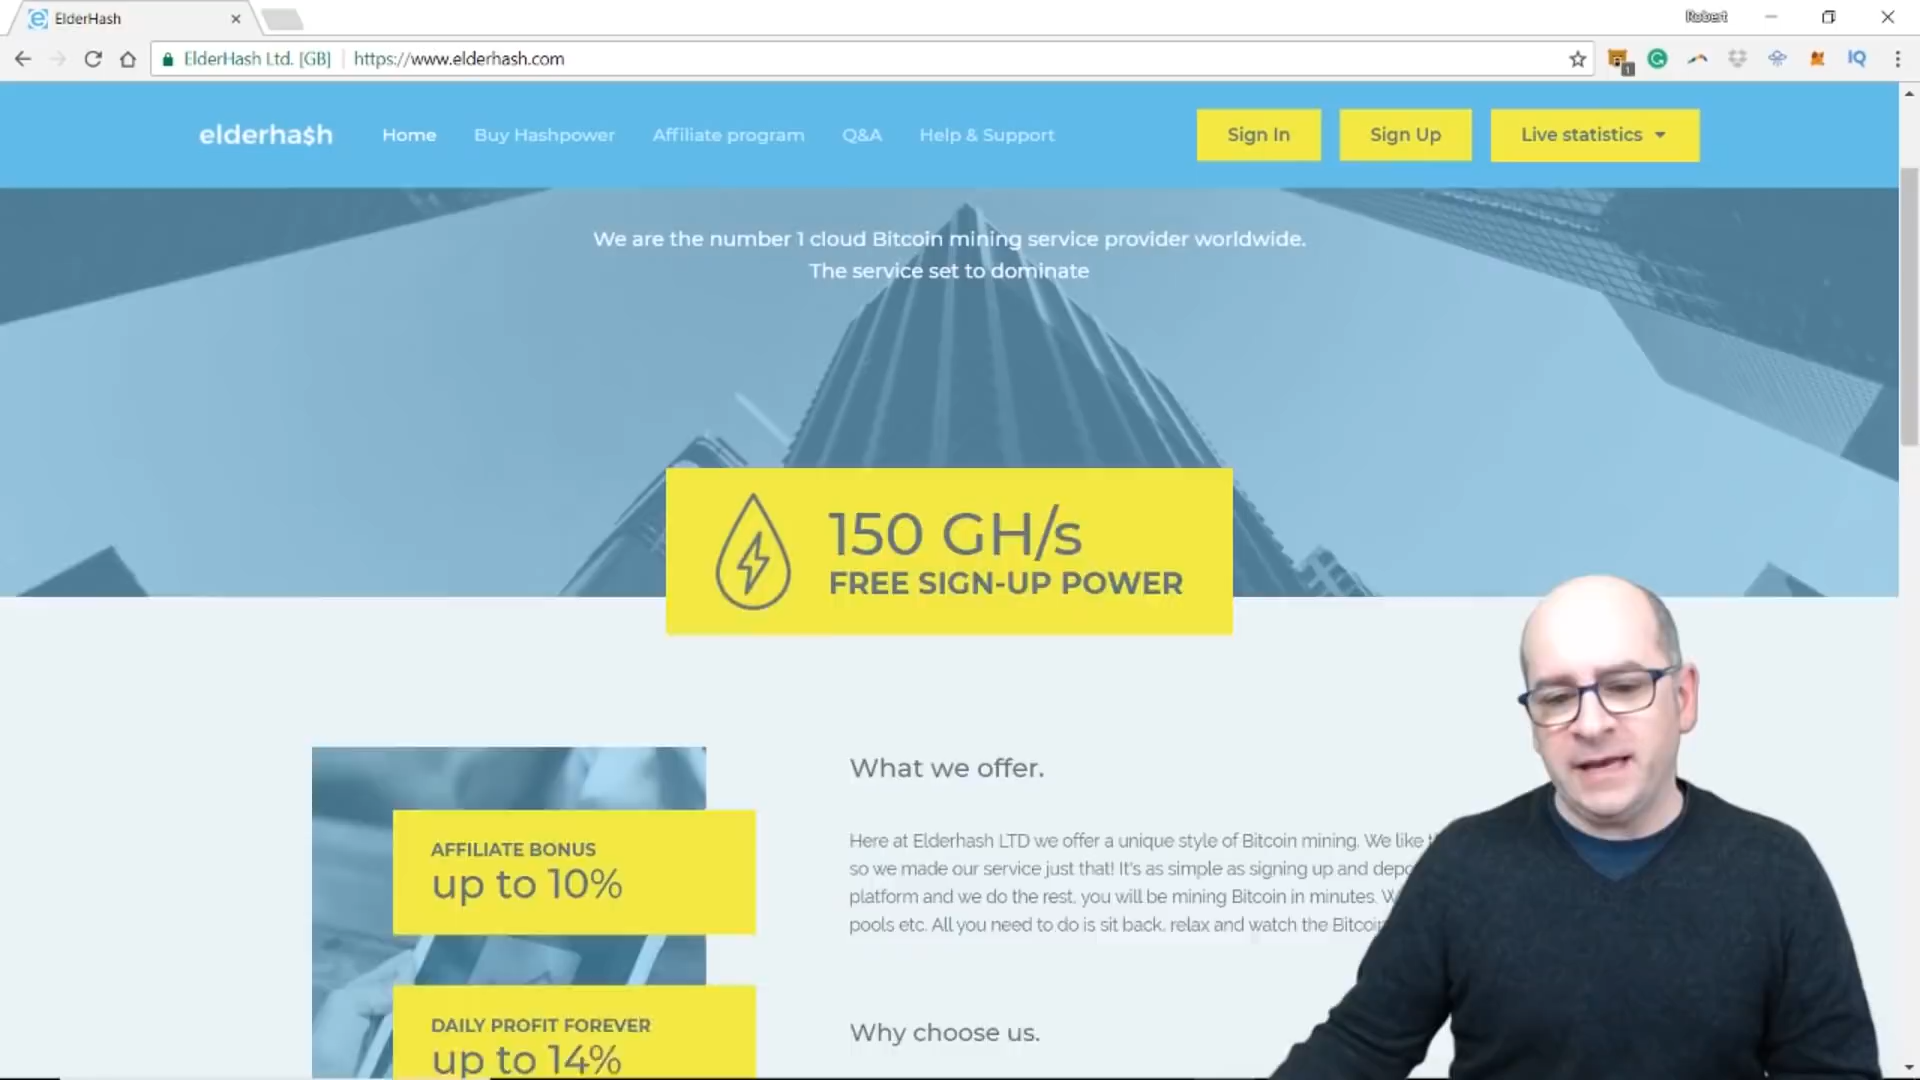 ElderHash
Robert
ElderHash Ltd. [GB]
https://www.elderhash.com
1
IQ
elderha$h
Home
Buy Hashpower
Affiliate program
Q&A
Help & Support
Sign In
Sign Up
Live statistics
We are the number 1 cloud Bitcoin mining service provider worldwide.
The service set to dominate
150 GH/s
FREE SIGN-UP POWER
AFFILIATE BONUS
up to 10%
DAILY PROFIT FOREVER
up to 14%
What we offer.
Here at Elderhash LTD we offer a unique style of Bitcoin mining. We like
so we made our service just that! It's as simple as signing up and
platform and we do the rest, you will be mining Bitcoin in minutes.
pools etc. All you need to do is sit back, relax and watch the
Why choose us.